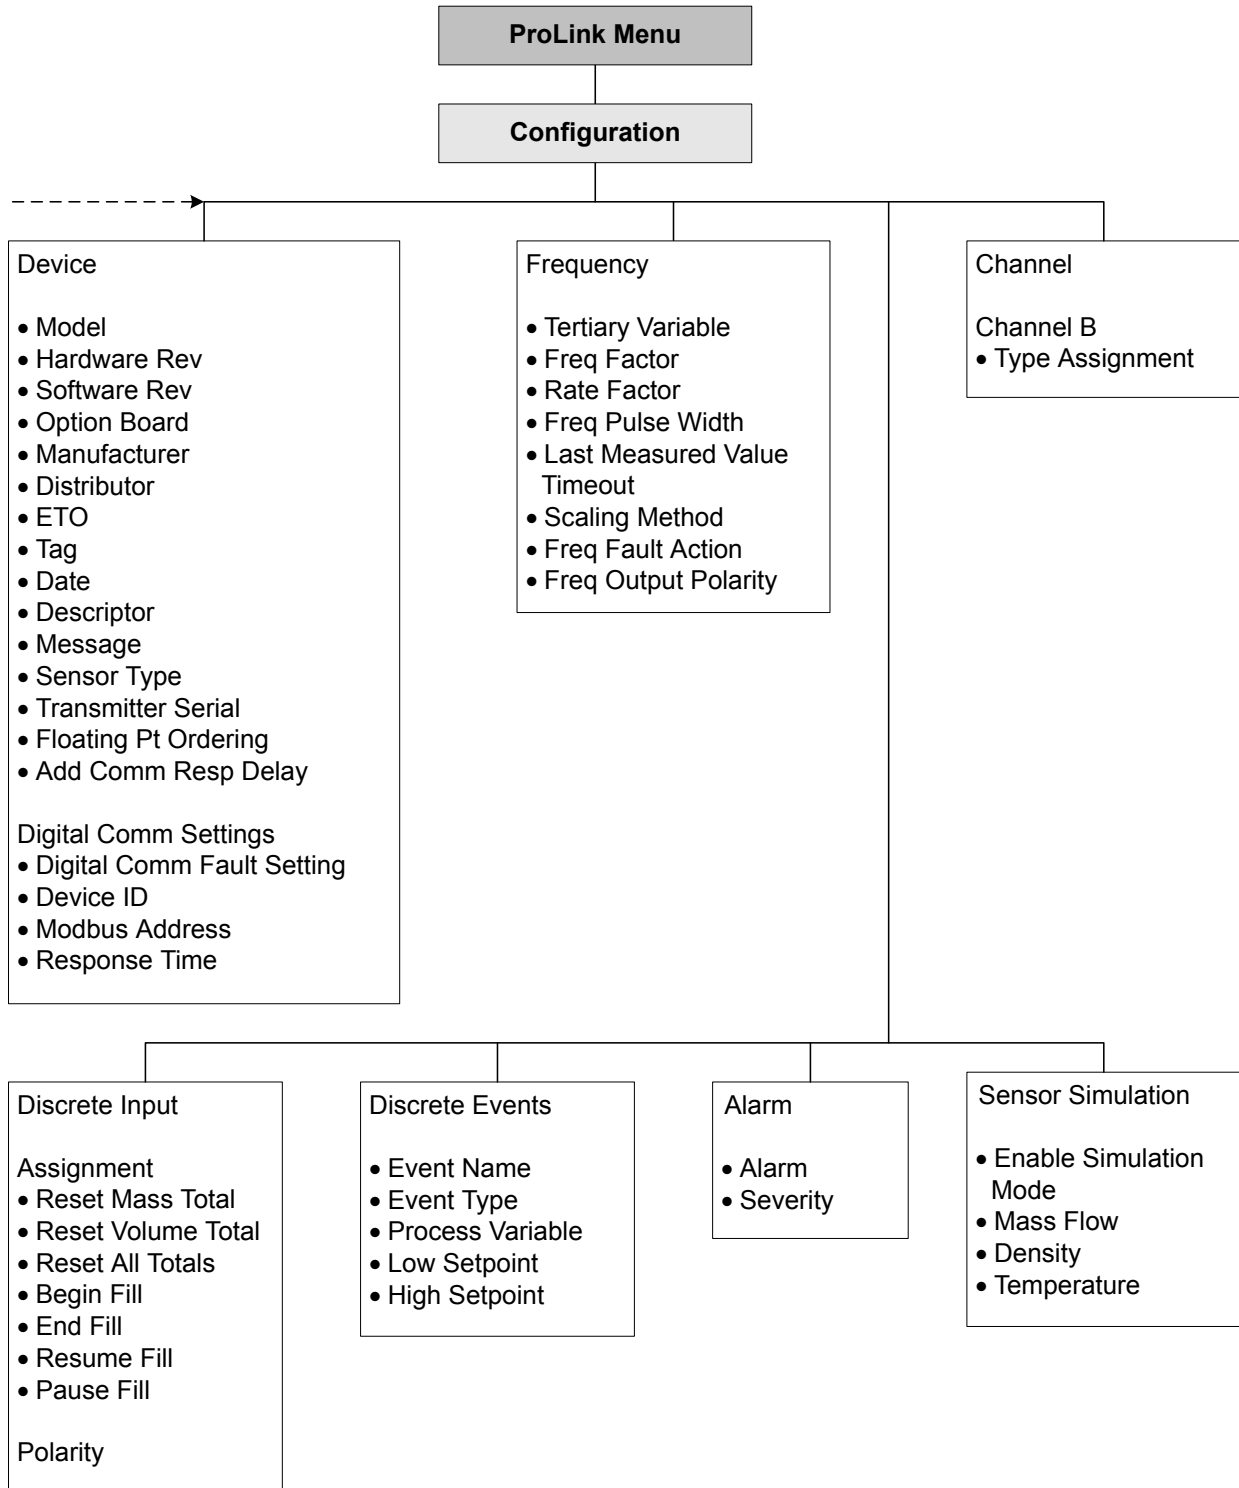 ProLink Menu
Configuration
Device
• Model
• Hardware Rev
• Software Rev
• Option Board
• Manufacturer
• Distributor
• ETO
• Tag
• Date
• Descriptor
• Message
• Sensor Type
• Transmitter Serial
• Floating Pt Ordering
• Add Comm Resp Delay
Digital Comm Settings
• Digital Comm Fault Setting
• Device ID
• Modbus Address
• Response Time
Frequency
• Tertiary Variable
• Freq Factor
• Rate Factor
• Freq Pulse Width
• Last Measured Value
Timeout
• Scaling Method
• Freq Fault Action
• Freq Output Polarity
Channel
Channel B
• Type Assignment
Discrete Input
Assignment
• Reset Mass Total
• Reset Volume Total
• Reset All Totals
• Begin Fill
• End Fill
• Resume Fill
• Pause Fill
Polarity
Discrete Events
• Event Name
• Event Type
• Process Variable
• Low Setpoint
• High Setpoint
Alarm
• Alarm
• Severity
Sensor Simulation
• Enable Simulation
Mode
• Mass Flow
• Density
• Temperature